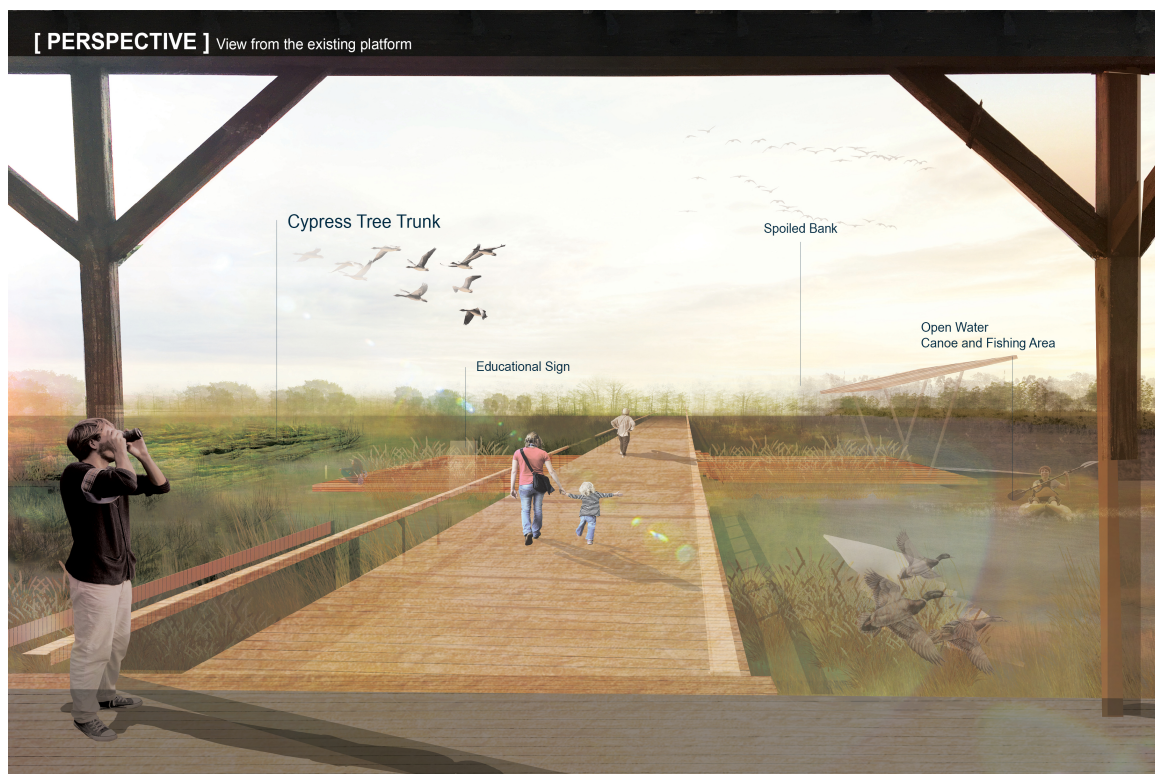 [ PERSPECTIVE ] View from the existing platform
Cypress Tree Trunk
Spoiled Bank
Open Water
Canoe and Fishing Area
Educational Sign